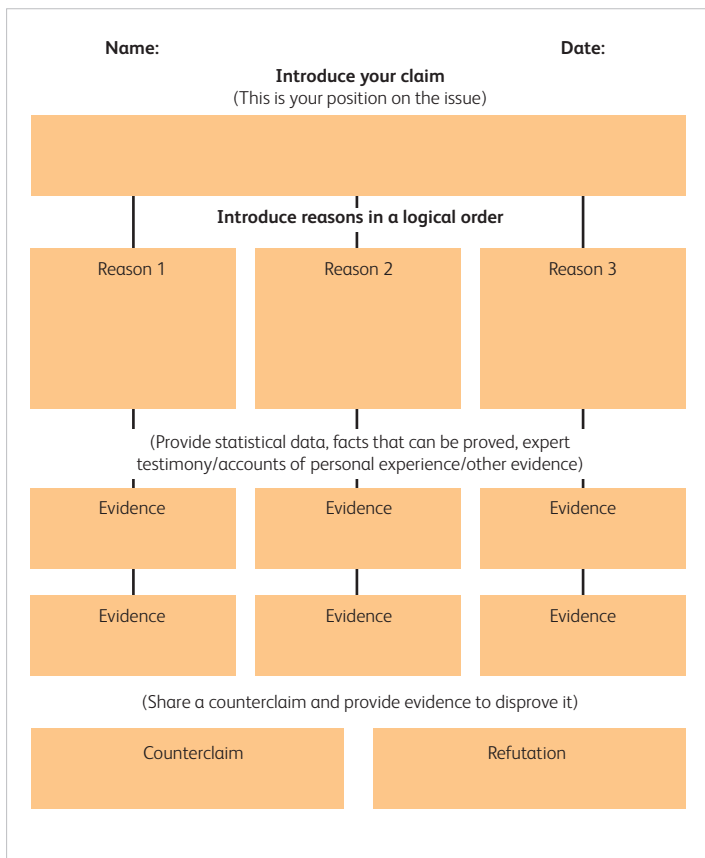 Name: Date:
Introduce your claim
(This is your position on the issue)
Introduce reasons in a logical order
Reason 1 Reason 2 Reason 3
(Provide statistical data, facts that can be proved, expert
testimony/accounts of personal experience/other evidence)
Evidence Evidence Evidence
Evidence Evidence Evidence
(Share a counterclaim and provide evidence to disprove it)
Counterclaim Refutation